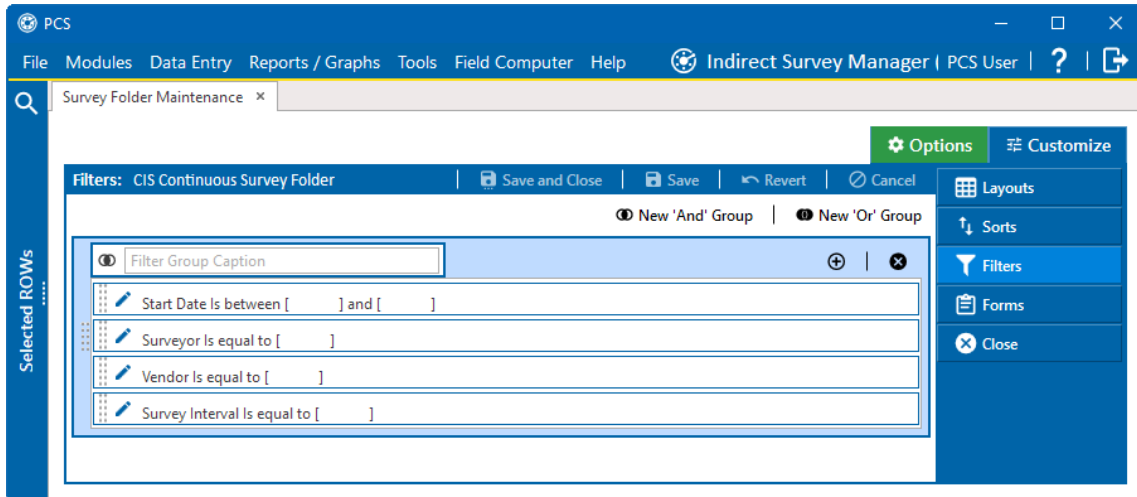 PCS
File Modules Data Entry Reports / Graphs Tools Field Computer Help Indirect Survey Manager ( PCS User | ? |
Survey Folder Maintenance ×
Options Customize
Filters: CIS Continuous Survey Folder | Save and Close | Save | Revert | Cancel
Layouts
New 'And' Group | New 'Or' Group
Sorts
Filter Group Caption
Filters
Start Date Is between [ ] and [ ]
Forms
Surveyor Is equal to [ ]
Close
Vendor Is equal to [ ]
Survey Interval Is equal to [ ]
Selected ROWs